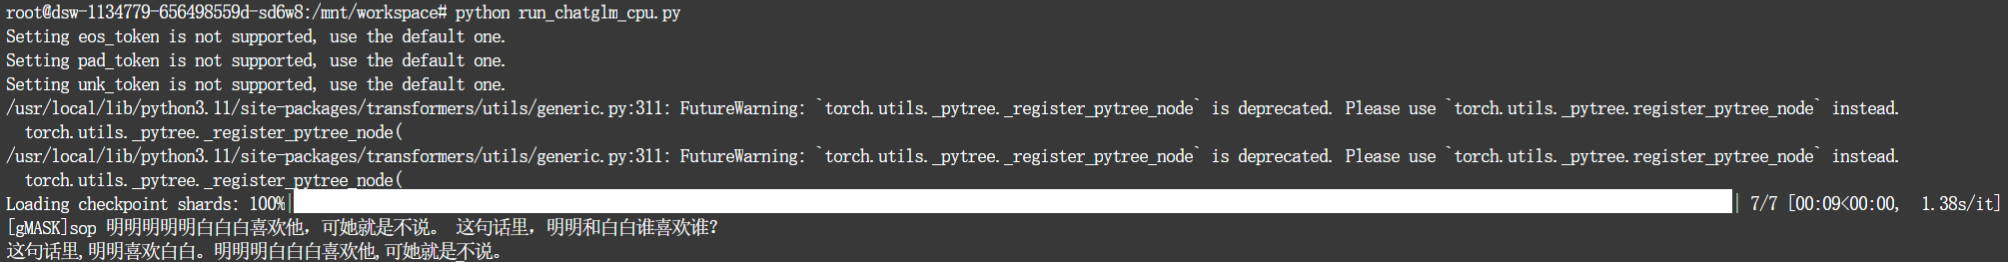 root@dsw-1134779-656498559d-sd6w8:/mnt/workspace# python run_chatglm_cpu.py
Setting eos_token is not supported, use the default one.
Setting pad_token is not supported, use the default one.
Setting unk_token is not supported, use the default one.
/usr/local/lib/python3.11/site-packages/transformers/utils/generic.py:311: FutureWarning: `torch.utils._pytree._register_pytree_node` is deprecated. Please use `torch.utils._pytree.register_pytree_node` instead.
  torch.utils._pytree._register_pytree_node(
/usr/local/lib/python3.11/site-packages/transformers/utils/generic.py:311: FutureWarning: `torch.utils._pytree._register_pytree_node` is deprecated. Please use `torch.utils._pytree.register_pytree_node` instead.
  torch.utils._pytree._register_pytree_node(
Loading checkpoint shards: 100%| | 7/7 [00:09<00:00,  1.38s/it]
[gMASK]sop 明明明明明白白白喜欢他，可她就是不说。 这句话里，明明和白白谁喜欢谁？
这句话里,明明喜欢白白。明明明白白白喜欢他,可她就是不说。